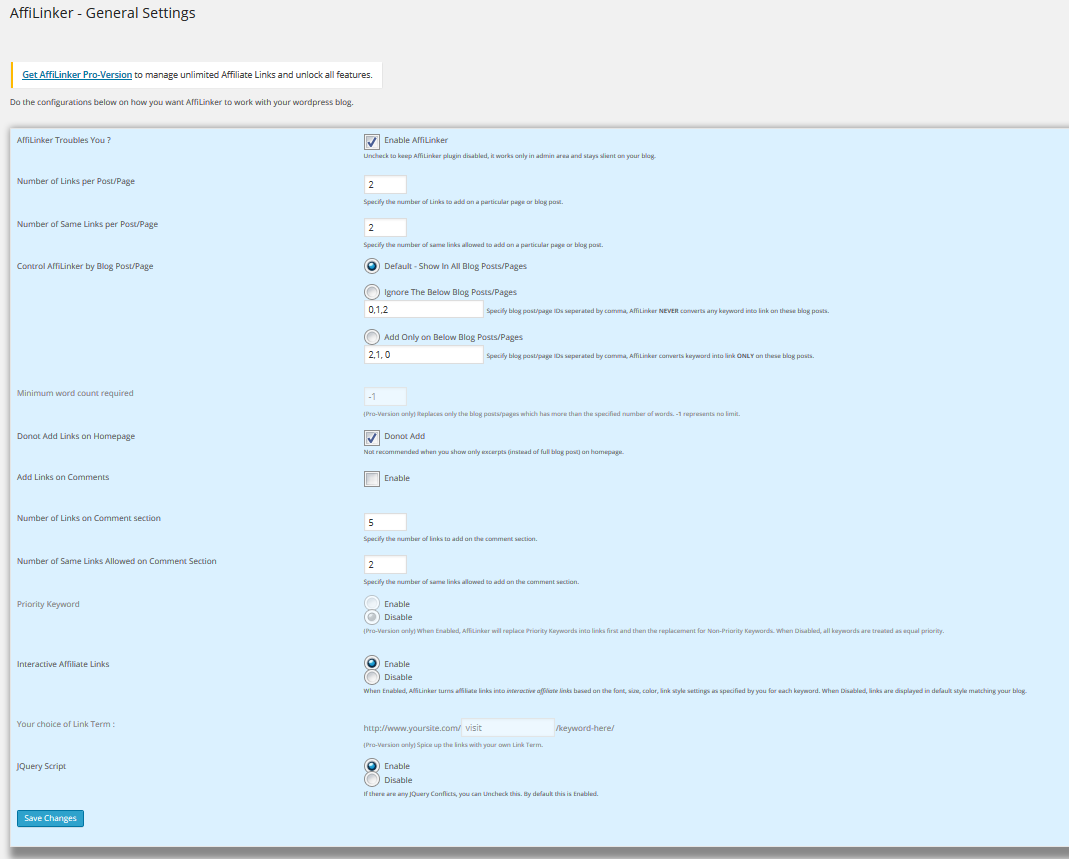 AffiLinker - General Settings
Get AffiLinker Pro-Version to manage unlimited Affiliate Links and unlock all features.
Do the configurations below on how you want AffiLinker to work with your wordpress blog.
AffiLinker Troubles You ?
Enable AffiLinker
Uncheck to keep AffiLinker plugin disabled, it works only in admin area and stays slient on your blog.
Number of Links per Post/Page
2
Specify the number of Links to add on a particular page or blog post.
Number of Same Links per Post/Page
2
Specify the number of same links allowed to add on a particular page or blog post.
Control AffiLinker by Blog Post/Page
Default - Show In All Blog Posts/Pages
Ignore The Below Blog Posts/Pages
0,1,2 Specify blog post/page IDs seperated by comma, AffiLinker NEVER converts any keyword into link on these blog posts.
Add Only on Below Blog Posts/Pages
2,1, 0 Specify blog post/page IDs seperated by comma, AffiLinker converts keyword into link ONLY on these blog posts.
Minimum word count required
-1
(Pro-Version only) Replaces only the blog posts/pages which has more than the specified number of words. -1 represents no limit.
Donot Add Links on Homepage
Donot Add
Not recommended when you show only excerpts (instead of full blog post) on homepage.
Add Links on Comments
Enable
Number of Links on Comment section
5
Specify the number of links to add on the comment section.
Number of Same Links Allowed on Comment Section
2
Specify the number of same links allowed to add on the comment section.
Priority Keyword
Enable
Disable
(Pro-Version only) When Enabled, AffiLinker will replace Priority Keywords into links first and then the replacement for Non-Priority Keywords. When Disabled, all keywords are treated as equal priority.
Interactive Affiliate Links
Enable
Disable
When Enabled, AffiLinker turns affiliate links into interactive affiliate links based on the font, size, color, link style settings as specified by you for each keyword. When Disabled, links are displayed in default style matching your blog.
Your choice of Link Term :
http://www.yoursite.com/ visit /keyword-here/
(Pro-Version only) Spice up the links with your own Link Term.
JQuery Script
Enable
Disable
If there are any JQuery Conflicts, you can Uncheck this. By default this is Enabled.
Save Changes